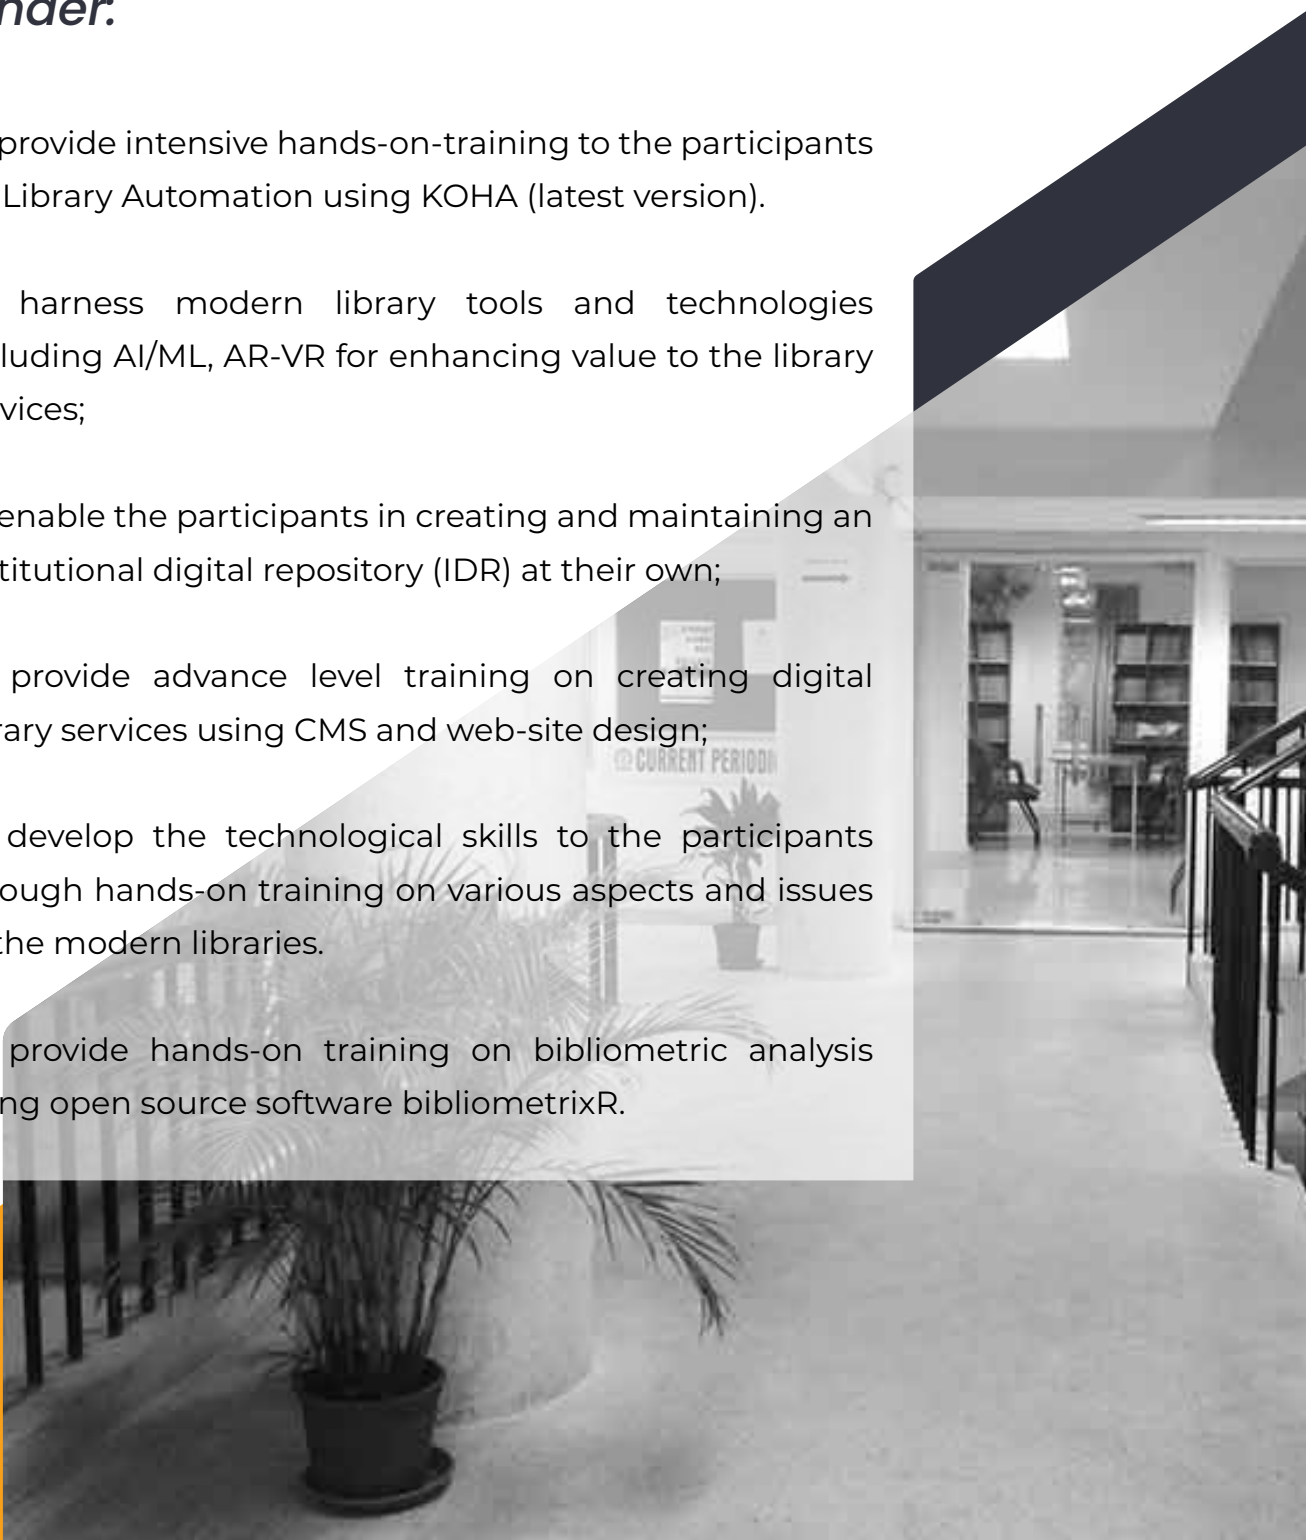 nder:
provide intensive hands-on-training to the participants
Library Automation using KOHA (latest version).
harness modern library tools and technologies
luding AI/ML, AR-VR for enhancing value to the library
vices;
enable the participants in creating and maintaining an
titutional digital repository (IDR) at their own;
provide advance level training on creating digital
rary services using CMS and web-site design;
CURRENT PERIODI
develop the technological skills to the participants
ough hands-on training on various aspects and issues
the modern libraries.
provide hands-on training on bibliometric analysis
ng open source software bibliometrixR.